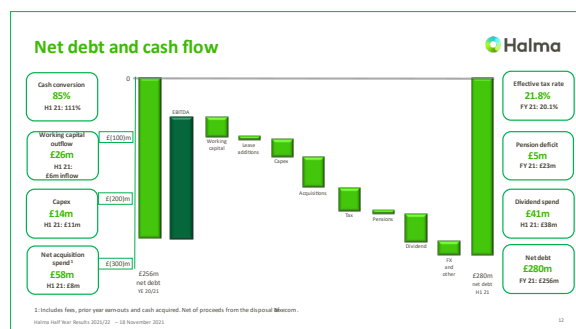 Net debt and cash flow
Halma
Cash conversion
85%
H1 21: 111%
Working capital
outflow
£26m
H1 21:
£6m inflow
Capex
£14m
H1 21: £11m
Net acquisition
spend¹
£58m
H1 21: £8m
0
£(100)m
£(200)m
£(300)m
EBITDA
Working
capital
Lease
additions
Capex
Acquisitions
Tax
Pensions
Dividend
FX
and
other
£256m
net debt
YE 20/21
£280m
net debt
H1 21
Effective tax rate
21.8%
FY 21: 20.1%
Pension deficit
£5m
FY 21: £23m
Dividend spend
£41m
H1 21: £38m
Net debt
£280m
FY 21: £256m
1: Includes fees, prior year earn-outs and cash acquired. Net of proceeds from the disposal
Halma Half Year Results 2021/22 – 18 November 2021
12